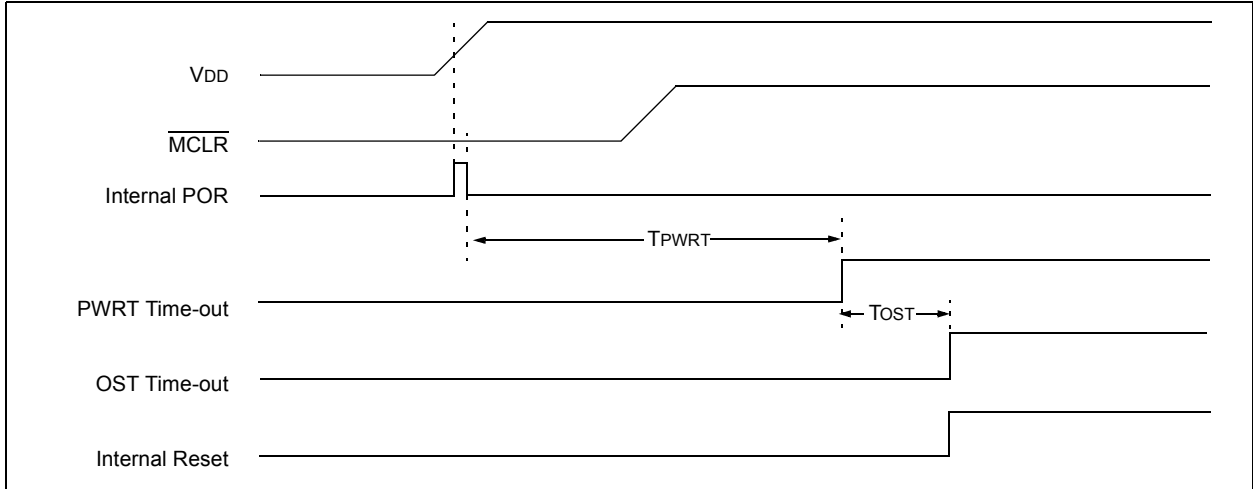 VDD
MCLR
Internal POR
TPWRT
PWRT Time-out
TOST
OST Time-out
Internal Reset